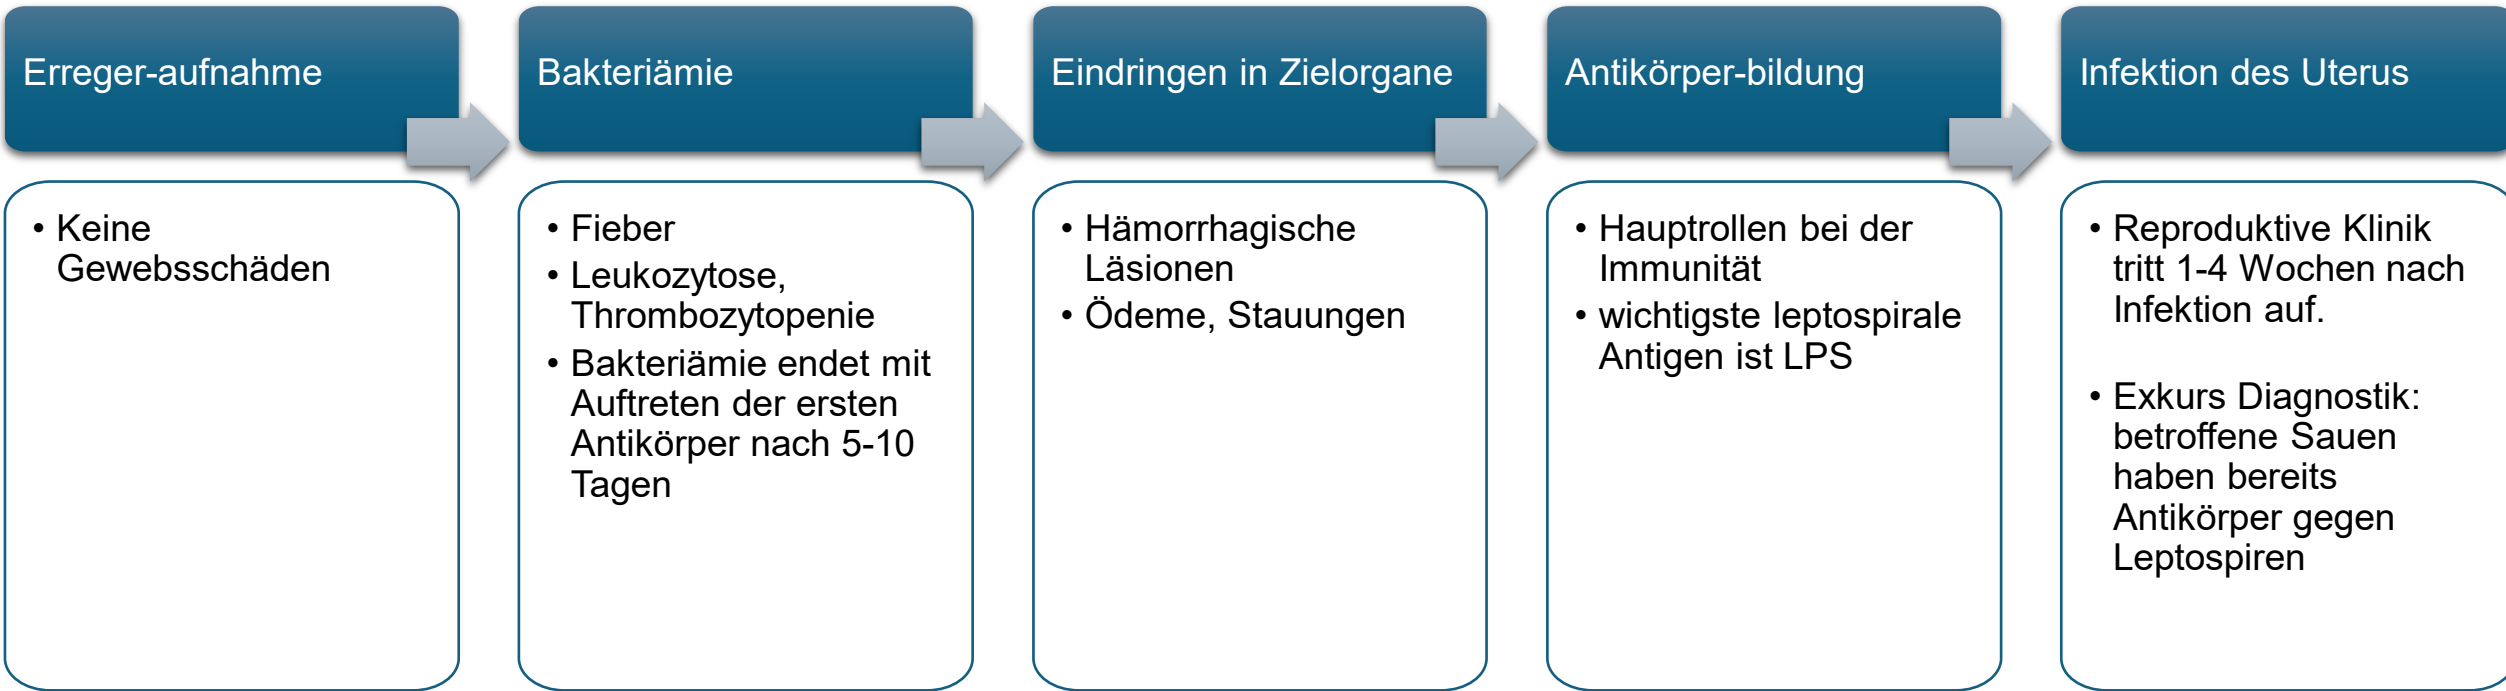 Erreger-aufnahme
• Keine
Gewebsschäden
Bakteriämie
• Fieber
• Leukozytose,
Thrombozytopenie
• Bakteriämie endet mit
Auftreten der ersten
Antikörper nach 5-10
Tagen
Eindringen in Zielorgane
• Hämorrhagische
Läsionen
• Ödeme, Stauungen
Antikörper-bildung
• Hauptrollen bei der
Immunität
• wichtigste leptospirale
Antigen ist LPS
Infektion des Uterus
• Reproduktive Klinik
tritt 1-4 Wochen nach
Infektion auf.
• Exkurs Diagnostik:
betroffene Sauen
haben bereits
Antikörper gegen
Leptospiren